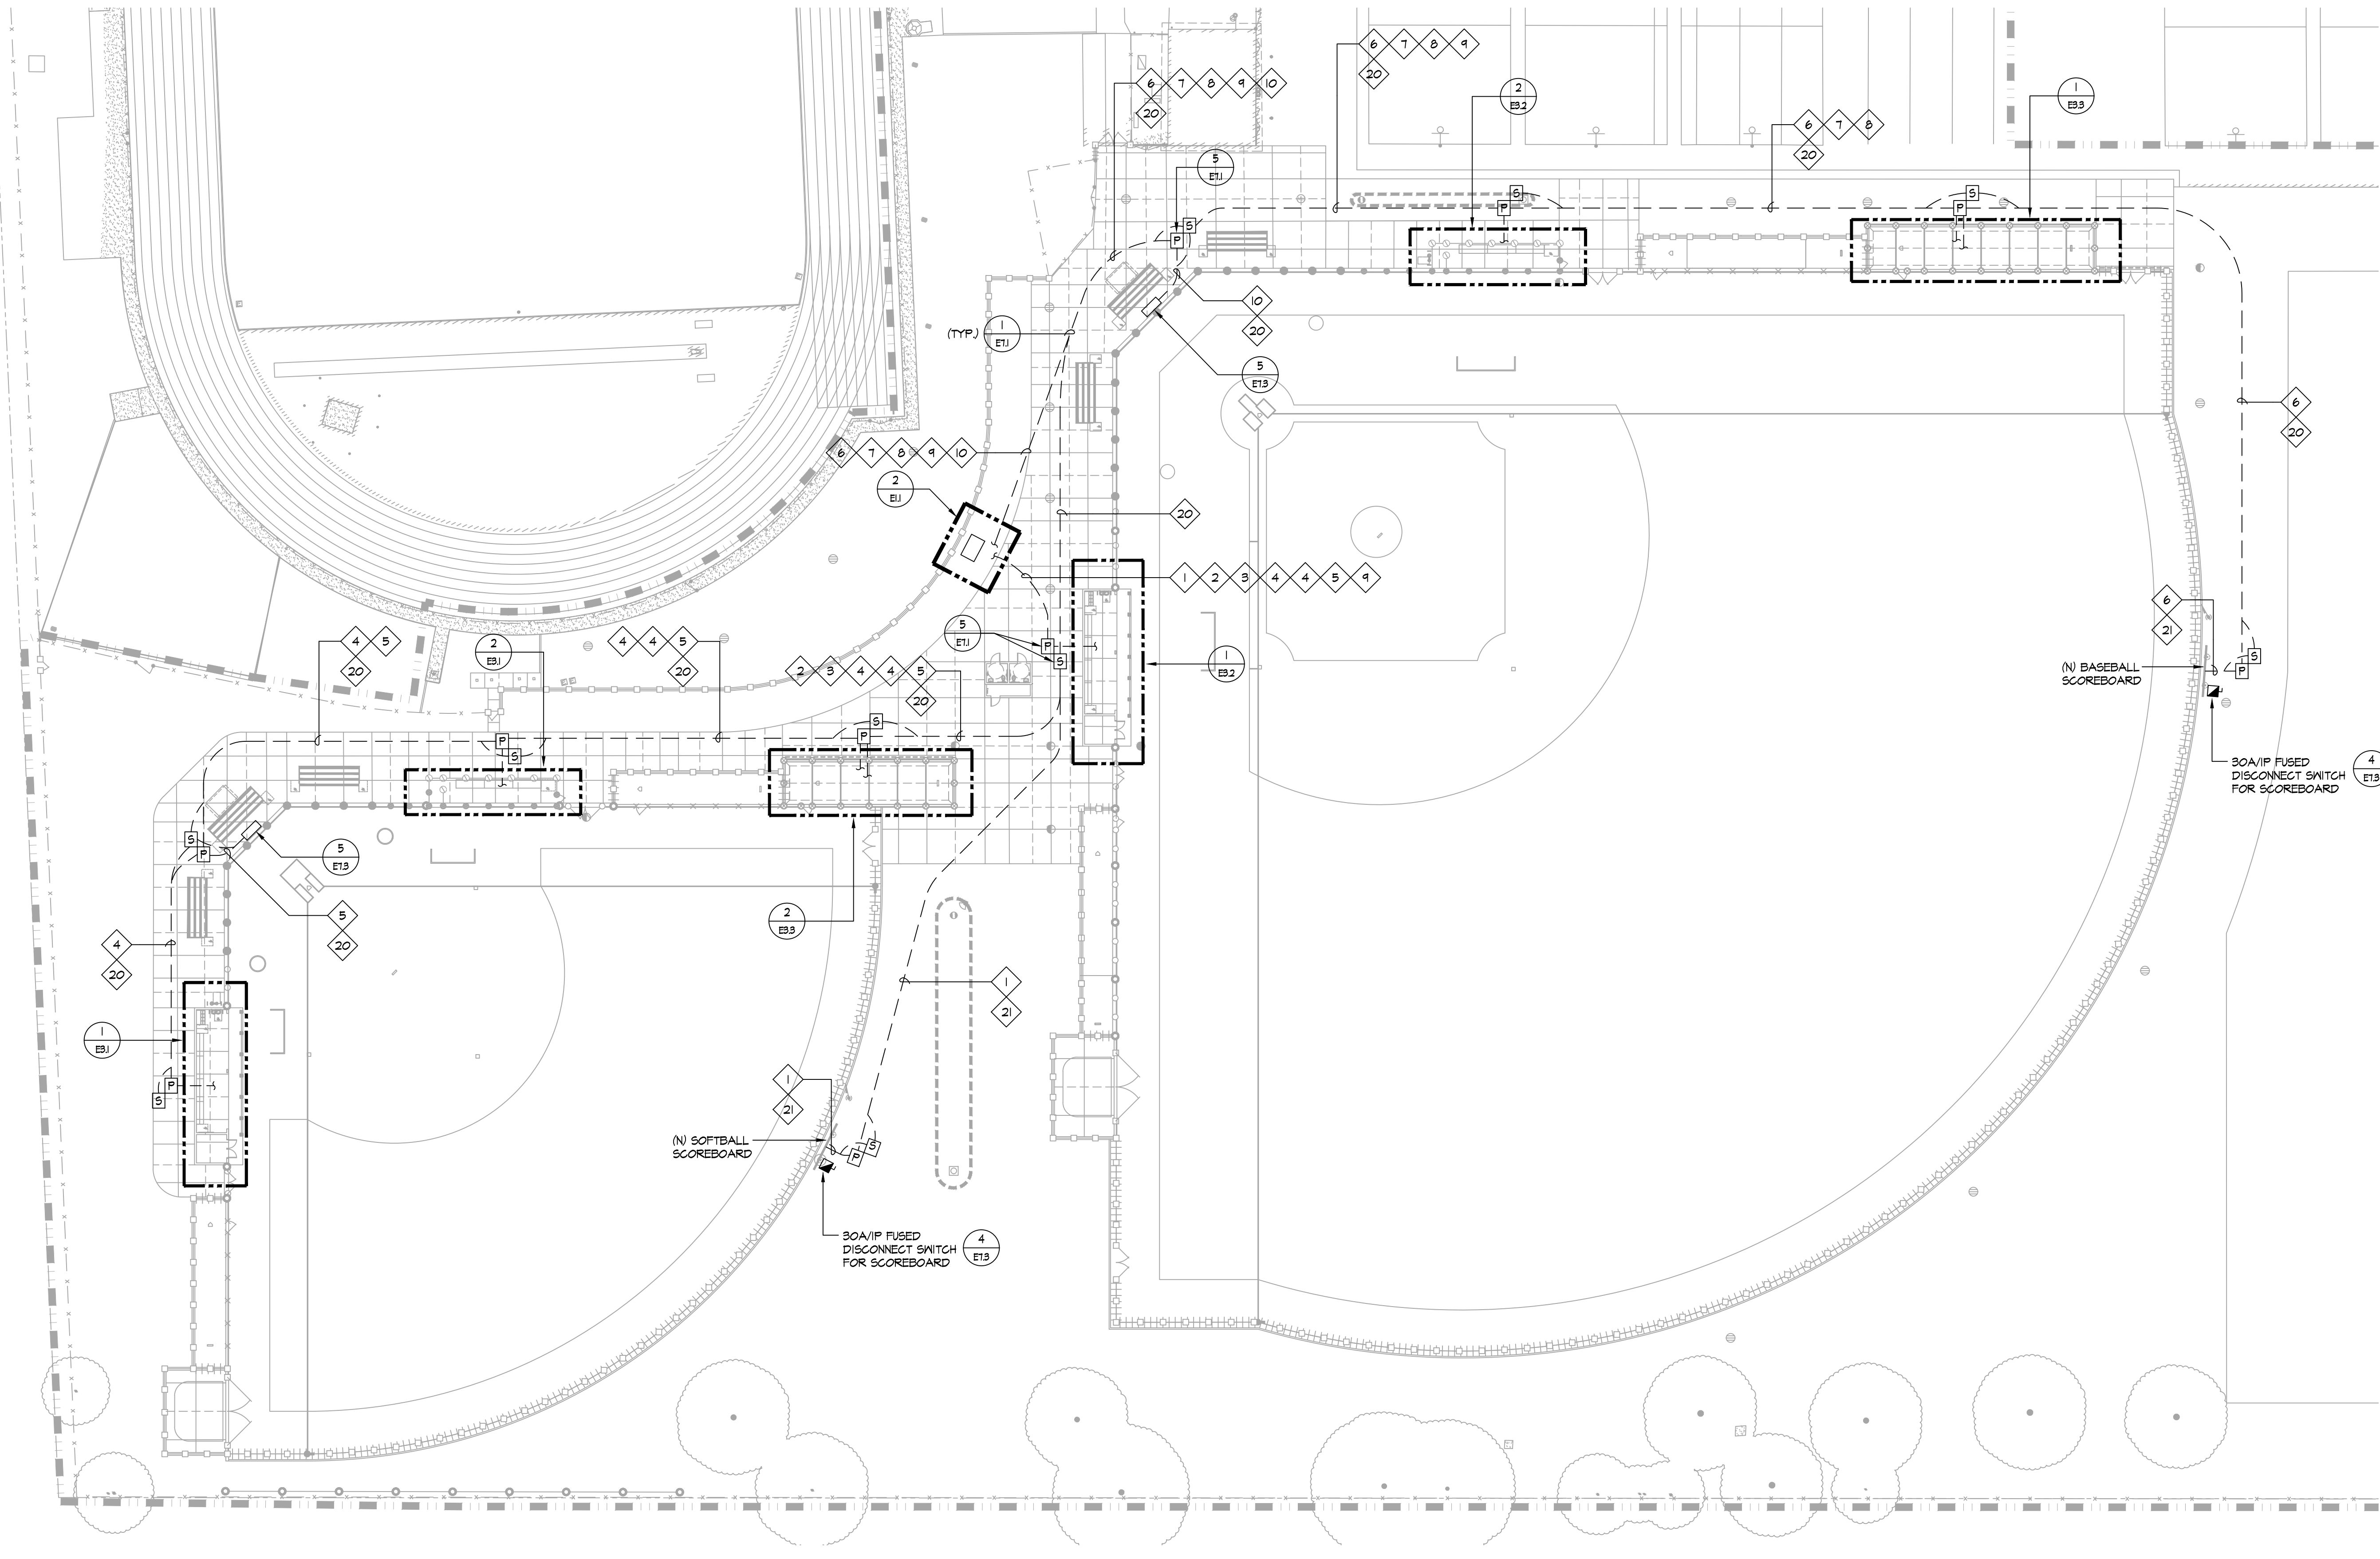 6 7 8 9
20
6 7 8 9 10
20
2
E3.2
1
E3.3
6 7 8
20
5
E7.1
S
P
S
P
S
P
10
20
(TYP.)
1
E7.1
5
E7.3
6
20
6 7 8 9 10
2
E1.1
20
1 2 3 4 4 5 9
5
E7.1
P
S
1
E3.2
6
21
(N) BASEBALL
SCOREBOARD
S
P
30A/1P FUSED
DISCONNECT SWITCH
FOR SCOREBOARD
4
E7.3
4 5
20
2
E3.1
4 4 5
20
2 3 4 4 5
20
P
S
S
P
S
P
5
E7.3
5
20
4
20
2
E3.3
1
21
1
E3.1
P
S
1
21
(N) SOFTBALL
SCOREBOARD
P
S
30A/1P FUSED
DISCONNECT SWITCH
FOR SCOREBOARD
4
E7.3